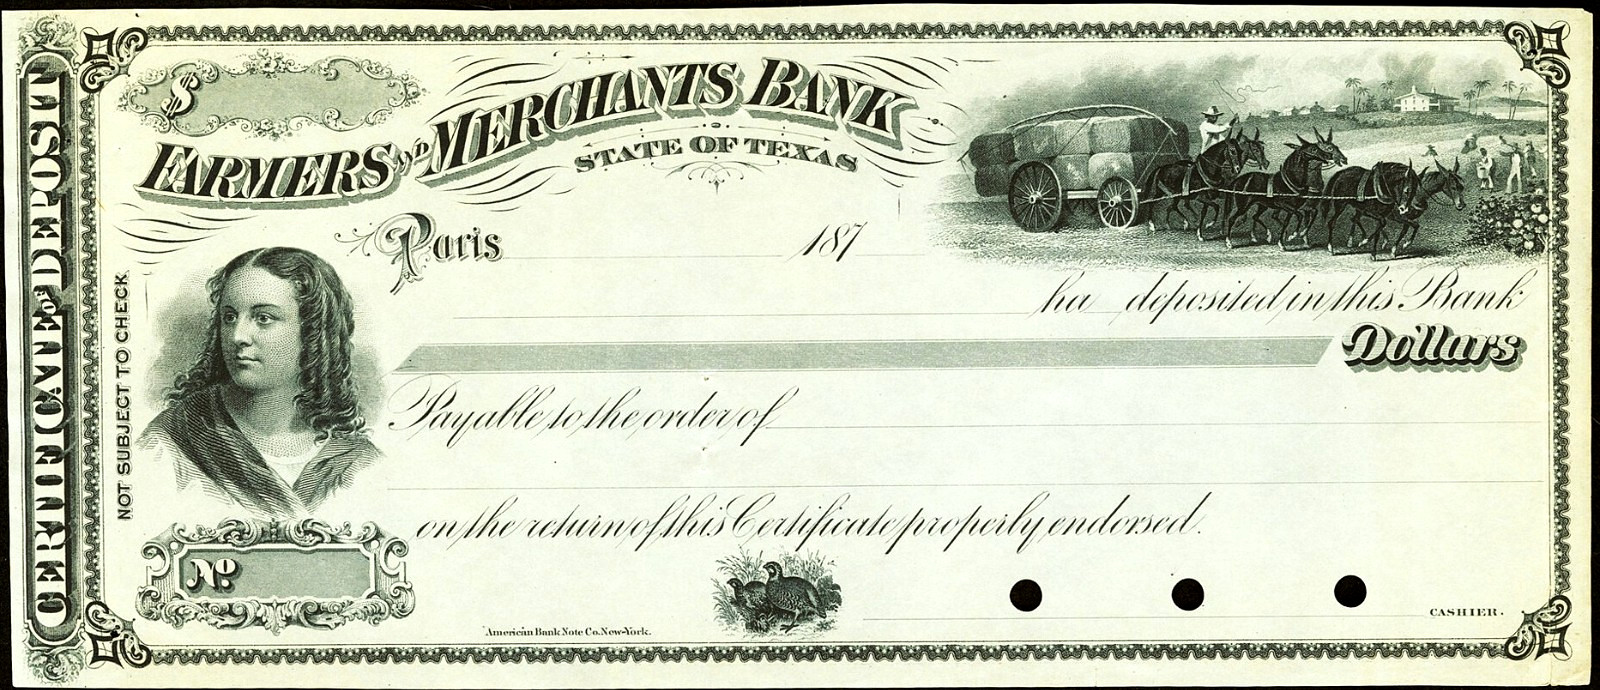 CERTIFICATE OF DEPOSIT
$
FARMERS AND MERCHANTS BANK
STATE OF TEXAS
Paris 187
NOT SUBJECT TO CHECK
ha deposited in this Bank
Dollars
Payable to the order of
on the return of this Certificate properly endorsed.
No
CASHIER.
American Bank Note Co. New-York.